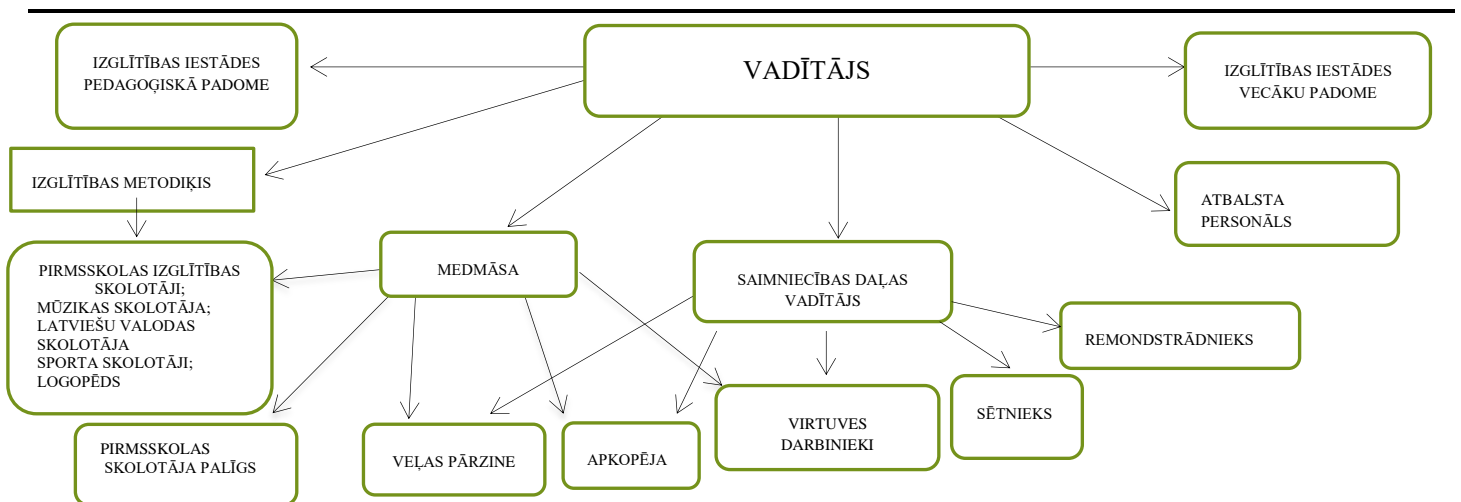 IZGLĪTĪBAS IESTĀDES
PEDAGOĢISKĀ PADOME
VADĪTĀJS
IZGLĪTĪBAS IESTĀDES
VECĀKU PADOME
IZGLĪTĪBAS METODIĶIS
ATBALSTA
PERSONĀLS
PIRMSSKOLAS IZGLĪTĪBAS
SKOLOTĀJI;
MŪZIKAS SKOLOTĀJA;
LATVIEŠU VALODAS
SKOLOTĀJA
SPORTA SKOLOTĀJI;
LOGOPĒDS
MEDMĀSA
SAIMNIECĪBAS DAĻAS
VADĪTĀJS
REMONDSTRĀDNIEKS
PIRMSSKOLAS
SKOLOTĀJA PALĪGS
VEĻAS PĀRZINE
APKOPĒJA
VIRTUVES
DARBINIEKI
SĒTNIEKS